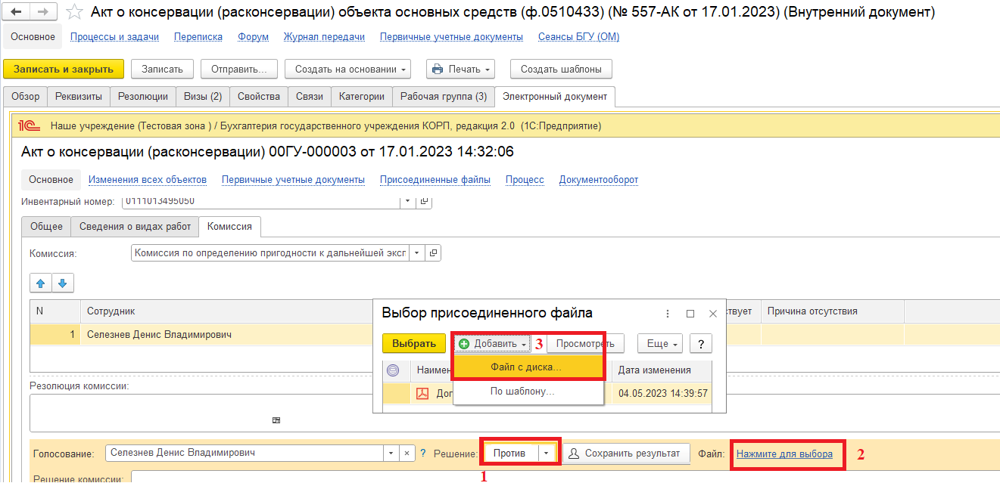 Акт о консервации (расконсервации) объекта основных средств (ф.0510433) (№ 557-АК от 17.01.2023) (Внутренний документ)
Основное Процессы и задачи Переписка Форум Журнал передачи Первичные учетные документы Сеансы БГУ (ОМ)
Записать и закрыть Записать Отправить... Создать на основании Печать Создать шаблоны
Обзор Реквизиты Резолюции Визы (2) Свойства Связи Категории Рабочая группа (3) Электронный документ
1С Наше учреждение (Тестовая зона ) / Бухгалтерия государственного учреждения КОРП, редакция 2.0 (1С:Предприятие)
Акт о консервации (расконсервации) 00ГУ-000003 от 17.01.2023 14:32:06
Основное Изменения всех объектов Первичные учетные документы Присоединенные файлы Процесс Документооборот
Инвентарный номер: 0111013495050
Общее Сведения о видах работ Комиссия
Комиссия: Комиссия по определению пригодности к дальнейшей эксп
N Сотрудник ствует Причина отсутствия
1 Селезнев Денис Владимирович
Выбор присоединенного файла
Выбрать Добавить 3 Просмотреть Еще ?
Файл с диска...
Наимен Дата изменения
По шаблону...
Дог 04.05.2023 14:39:57
Резолюция комиссии:
Голосование: Селезнев Денис Владимирович × ? Решение: Против Сохранить результат Файл: Нажмите для выбора 2
1
Решение комиссии: